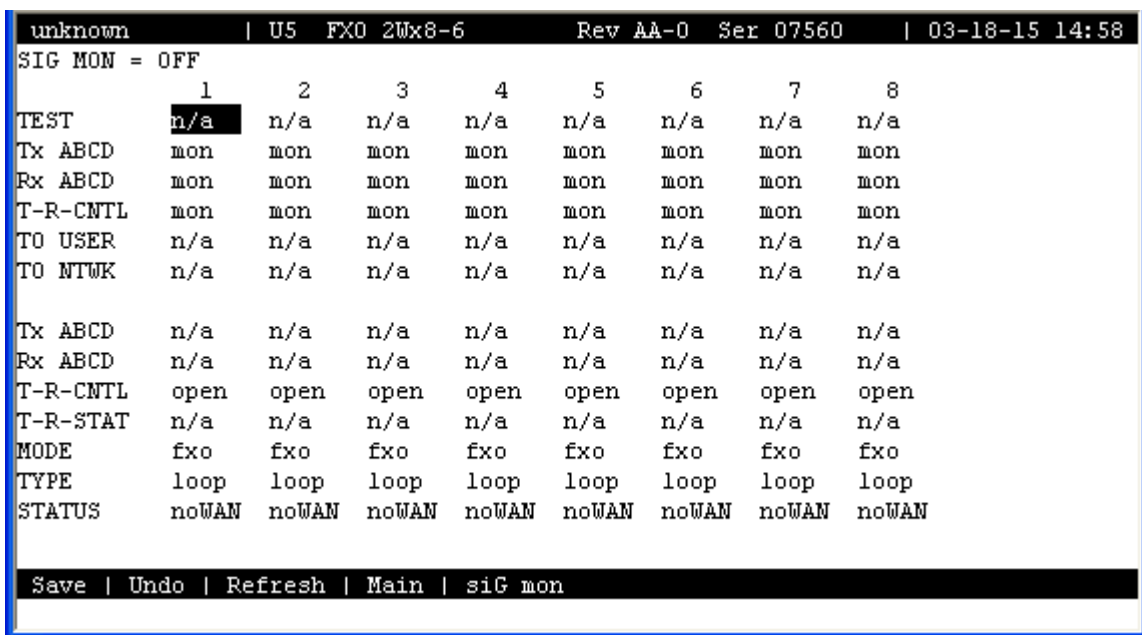 unknown | U5 FXO 2Wx8-6 Rev AA-0 Ser 07560 | 03-18-15 14:58
SIG MON = OFF
1 2 3 4 5 6 7 8
TEST n/a n/a n/a n/a n/a n/a n/a n/a
Tx ABCD mon mon mon mon mon mon mon mon
Rx ABCD mon mon mon mon mon mon mon mon
T-R-CNTL mon mon mon mon mon mon mon mon
TO USER n/a n/a n/a n/a n/a n/a n/a n/a
TO NTWK n/a n/a n/a n/a n/a n/a n/a n/a
Tx ABCD n/a n/a n/a n/a n/a n/a n/a n/a
Rx ABCD n/a n/a n/a n/a n/a n/a n/a n/a
T-R-CNTL open open open open open open open open
T-R-STAT n/a n/a n/a n/a n/a n/a n/a n/a
MODE fxo fxo fxo fxo fxo fxo fxo fxo
TYPE loop loop loop loop loop loop loop loop
STATUS noWAN noWAN noWAN noWAN noWAN noWAN noWAN noWAN
Save | Undo | Refresh | Main | siG mon